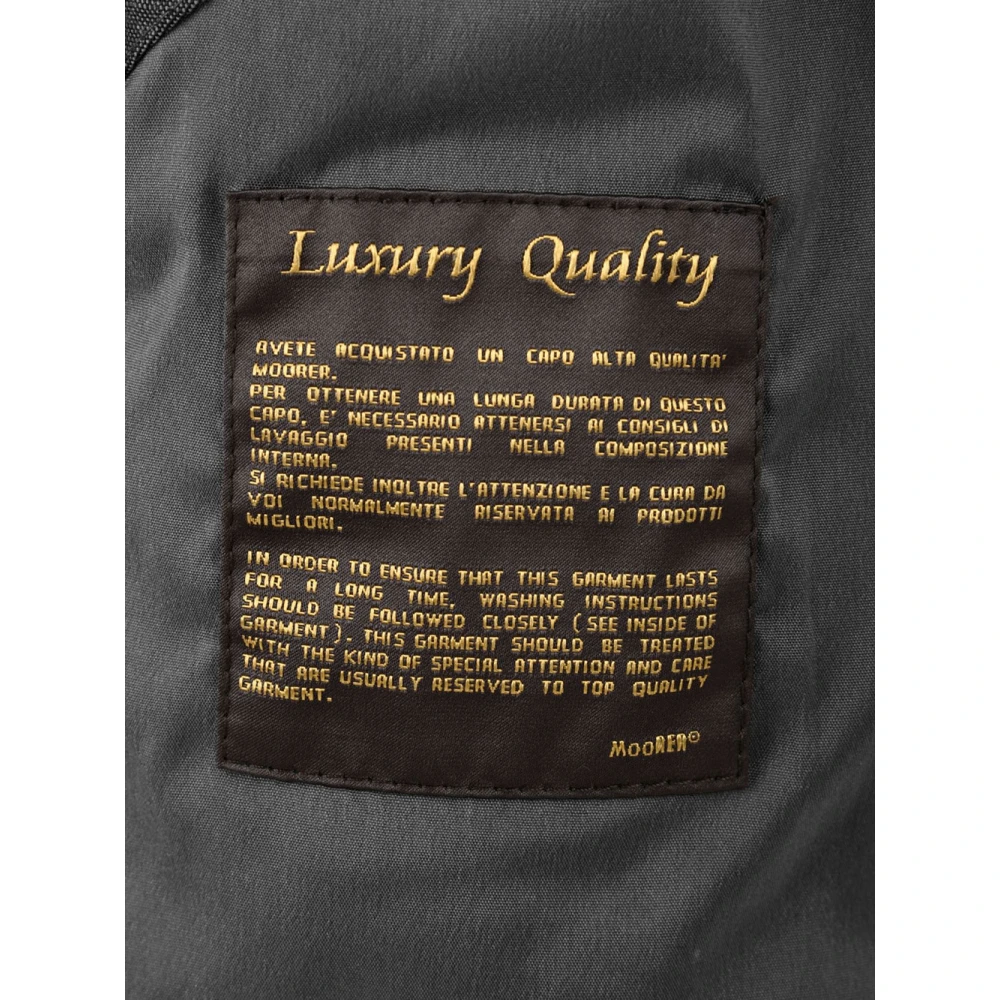 Luxury Quality
AVETE ACQUISTATO UN CAPO ALTA QUALITA'
MOORER.
PER OTTENERE UNA LUNGA DURATA DI QUESTO
CAPO, E' NECESSARIO ATTENERSI AI CONSIGLI DI
LAVAGGIO PRESENTI NELLA COMPOSIZIONE
INTERNA.
SI RICHIEDE INOLTRE L'ATTENZIONE E LA CURA DA
VOI NORMALMENTE RISERVATA AI PRODOTTI
MIGLIORI.
IN ORDER TO ENSURE THAT THIS GARMENT LASTS
FOR A LONG TIME, WASHING INSTRUCTIONS
SHOULD BE FOLLOWED CLOSELY (SEE INSIDE OF
GARMENT). THIS GARMENT SHOULD BE TREATED
WITH THE KIND OF SPECIAL ATTENTION AND CARE
THAT ARE USUALLY RESERVED TO TOP QUALITY
GARMENT.
MOORER©